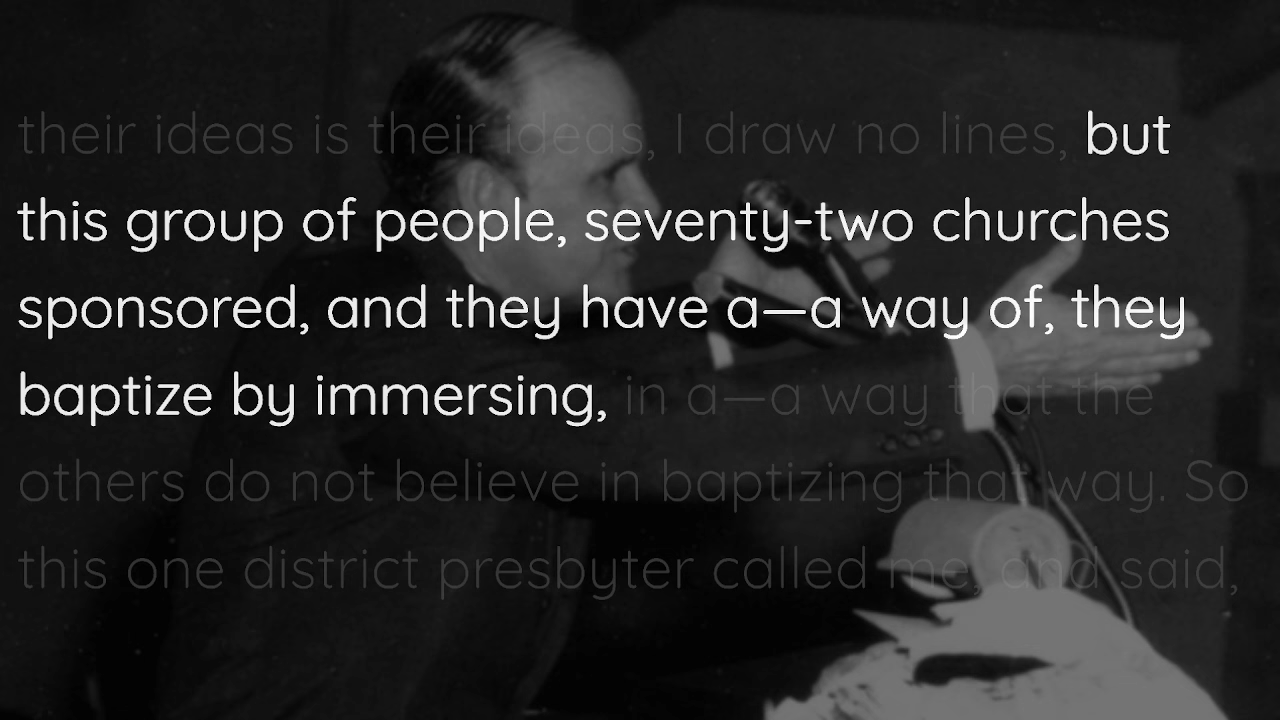 their ideas is their ideas, I draw no lines, but
this group of people, seventy-two churches
sponsored, and they have a—a way of, they
baptize by immersing, in a—a way that the
others do not believe in baptizing that way. So
this one district presbyter called me, and said,